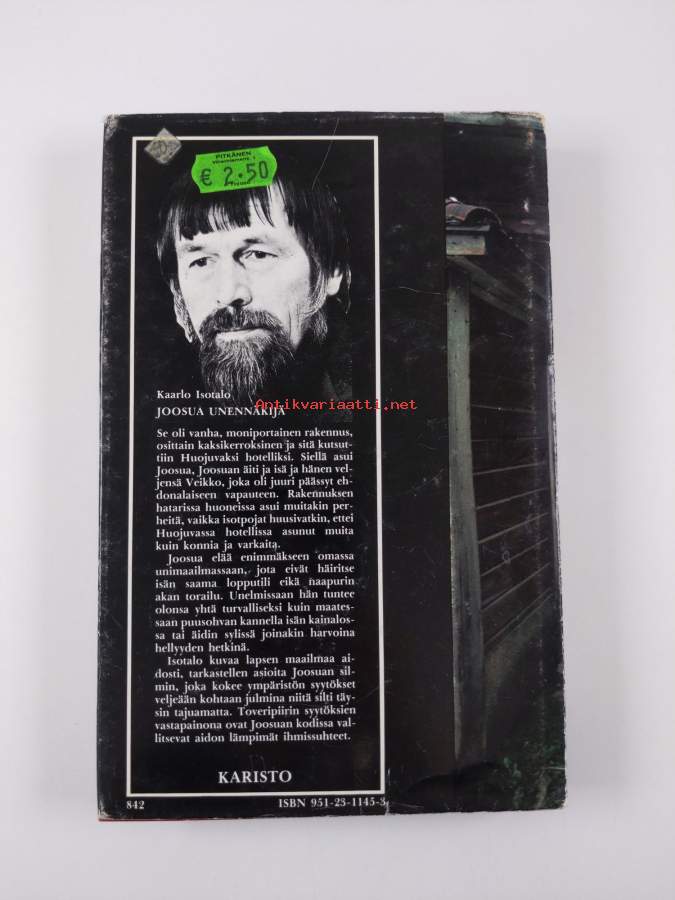 PITKÄNEN
€ 2.50
Kaarlo Isotalo
Antikvariaatti.net
JOOSUA UNENNÄKIJÄ
Se oli vanha, moniportainen rakennus,
osittain kaksikerroksinen ja sitä kutsut-
tiin Huojuvaksi hotelliksi. Siellä asui
Joosua, Joosuan äiti ja isä ja hänen vel-
jensä Veikko, joka oli juuri päässyt eh-
donalaiseen vapauteen. Rakennuksen
hatarissa huoneissa asui muitakin per-
heitä, vaikka isotpojat huusivatkin, ettei
Huojuvassa hotellissa asunut muita
kuin konnia ja varkaita.
Joosua elää enimmäkseen omassa
unimaailmassaan, jota eivät häiritse
isän saama lopputili eikä naapurin
akan torailu. Unelmissaan hän tuntee
olonsa yhtä turvalliseksi kuin maates-
saan puusohvan kannella isän kainalos-
sa tai äidin sylissä joinakin harvoina
hellyyden hetkinä.
Isotalo kuvaa lapsen maailmaa ai-
dosti, tarkastellen asioita Joosuan sil-
min, joka kokee ympäristön syytökset
veljeään kohtaan julmina niitä silti täy-
sin tajuamatta. Toveripiirin syytöksien
vastapainona ovat Joosuan kodissa val-
litsevat aidon lämpimät ihmissuhteet.
KARISTO
842
ISBN 951-23-1145-3